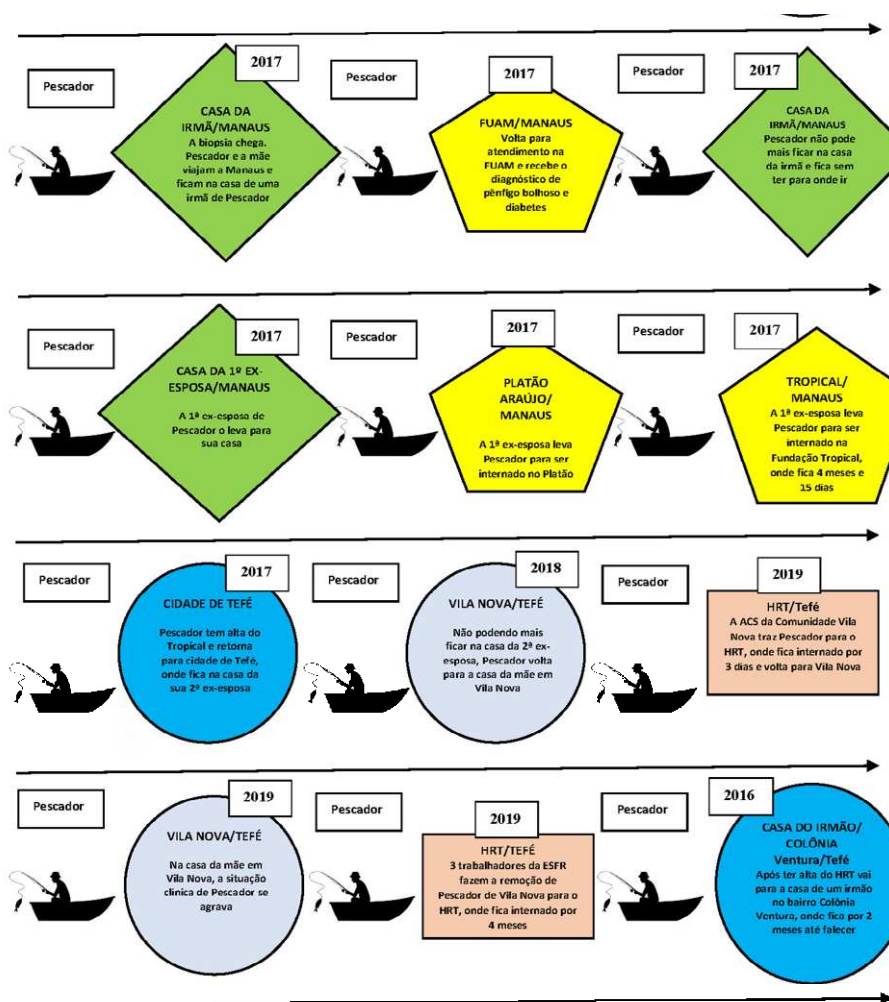 2017
Pescador
CASA DA
IRMÃ/MANAUS
A biopsia chega.
Pescador e a mãe
viajam a Manaus e
ficam na casa de uma
irmã de Pescador
2017
Pescador
FUAM/MANAUS
Volta para
atendimento na
FUAM e recebe o
diagnóstico de
pênfigo bolhoso e
diabetes
2017
Pescador
CASA DA
IRMÃ/MANAUS
Pescador não pode
mais ficar na casa
da irmã e fica sem
ter para onde ir
2017
Pescador
CASA DA 1º EX-
ESPOSA/MANAUS
A 1ª ex-esposa de
Pescador o leva para
sua casa
2017
Pescador
PLATÃO
ARAÚJO/
MANAUS
A 1ª ex-esposa leva
Pescador para ser
internado no Platão
2017
Pescador
TROPICAL/
MANAUS
A 1ª ex-esposa leva
Pescador para ser
internado na
Fundação Tropical,
onde fica 4 meses e
15 dias
2017
Pescador
CIDADE DE TEFÉ
Pescador tem alta do
Tropical e retorna
para cidade de Tefé,
onde fica na casa da
sua 2ª ex-esposa
2018
Pescador
VILA NOVA/TEFÉ
Não podendo mais
ficar na casa da 2ª ex-
esposa, Pescador volta
para a casa da mãe em
Vila Nova
2019
Pescador
HRT/Tefé
A ACS da Comunidade Vila
Nova traz Pescador para o
HRT, onde fica internado por
3 dias e volta para Vila Nova
2019
Pescador
VILA NOVA/TEFÉ
Na casa da mãe em
Vila Nova, a situação
clínica de Pescador se
agrava
2019
Pescador
HRT/TEFÉ
3 trabalhadores da ESFR
fazem a remoção de
Pescador de Vila Nova para o
HRT, onde fica internado por
4 meses
2016
Pescador
CASA DO IRMÃO/
COLÔNIA
Ventura/Tefé
Após ter alta do HRT vai
para a casa de um irmão
no bairro Colônia
Ventura, onde fica por 2
meses até falecer